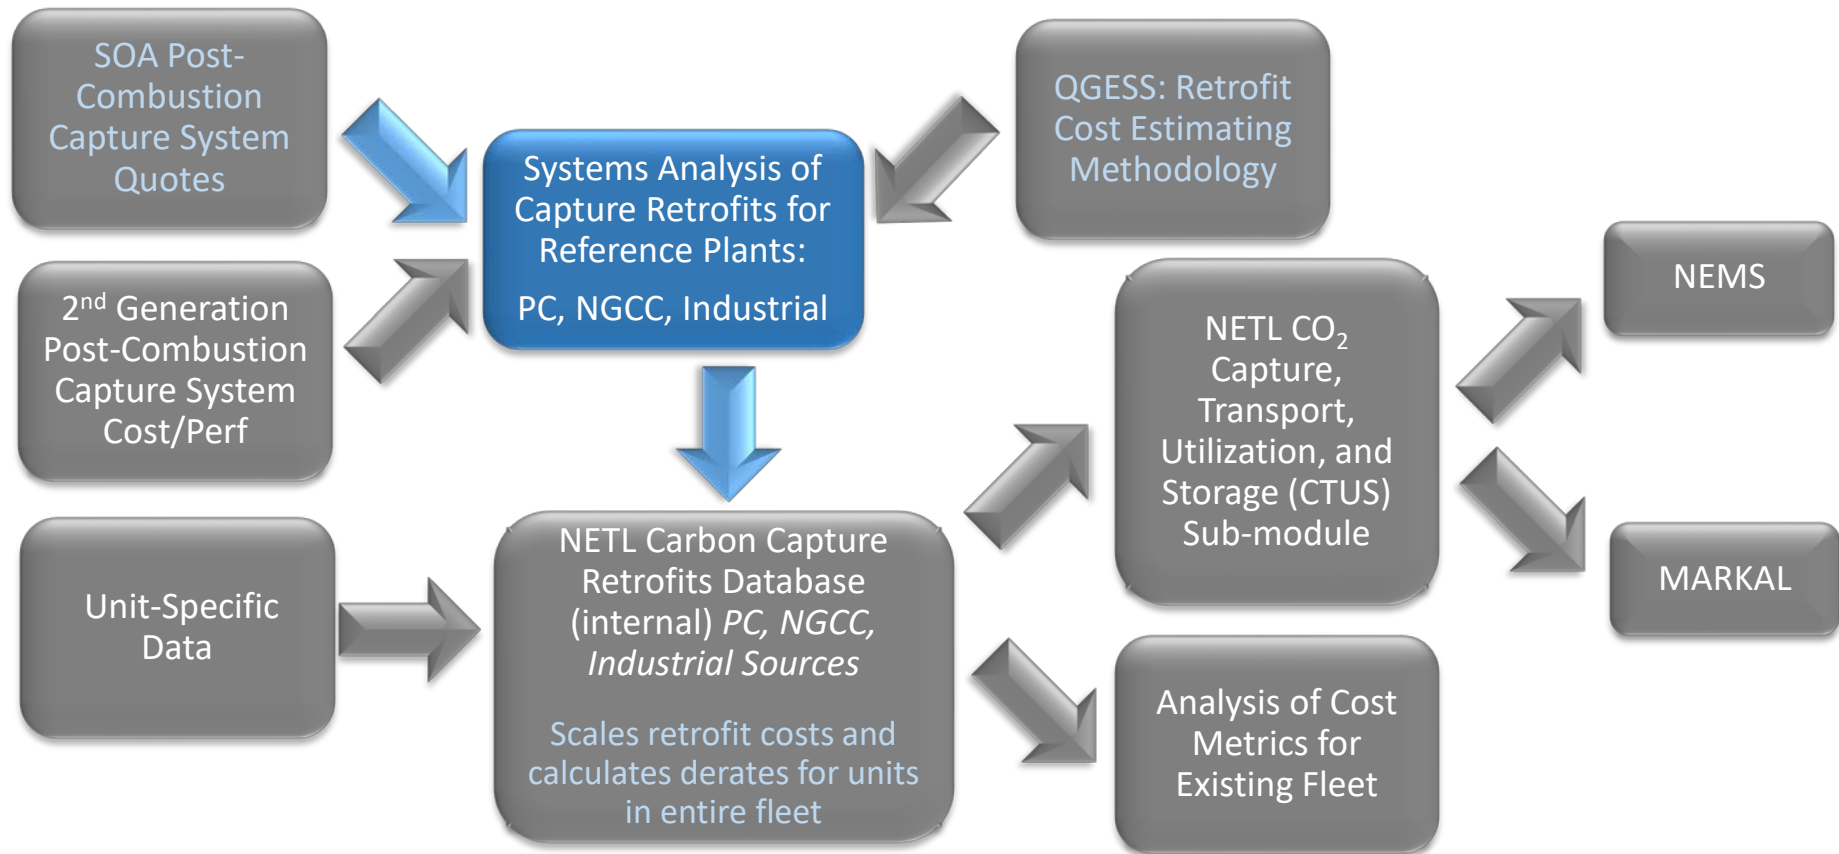 SOA Post-
Combustion
Capture System
Quotes
QGESS: Retrofit
Cost Estimating
Methodology
Systems Analysis of
Capture Retrofits for
Reference Plants:
PC, NGCC, Industrial
2nd Generation
Post-Combustion
Capture System
Cost/Perf
NEMS
NETL CO2
Capture,
Transport,
Utilization, and
Storage (CTUS)
Sub-module
MARKAL
Unit-Specific
Data
NETL Carbon Capture
Retrofits Database
(internal) PC, NGCC,
Industrial Sources
Scales retrofit costs and
calculates derates for units
in entire fleet
Analysis of Cost
Metrics for
Existing Fleet